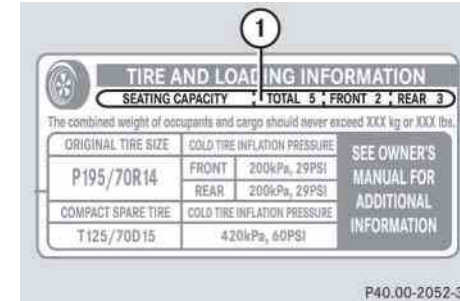 1
TIRE AND LOADING INFORMATION
SEATING CAPACITY TOTAL 5 FRONT 2 REAR 3
The combined weight of occupants and cargo should never exceed XXX kg or XXX lbs.
ORIGINAL TIRE SIZE COLD TIRE INFLATION PRESSURE
P195/70R14 FRONT 200kPa, 29PSI
REAR 200kPa, 29PSI
COMPACT SPARE TIRE COLD TIRE INFLATION PRESSURE
T125/70D15 420kPa, 60PSI
SEE OWNER'S
MANUAL FOR
ADDITIONAL
INFORMATION
P40.00-2052-3